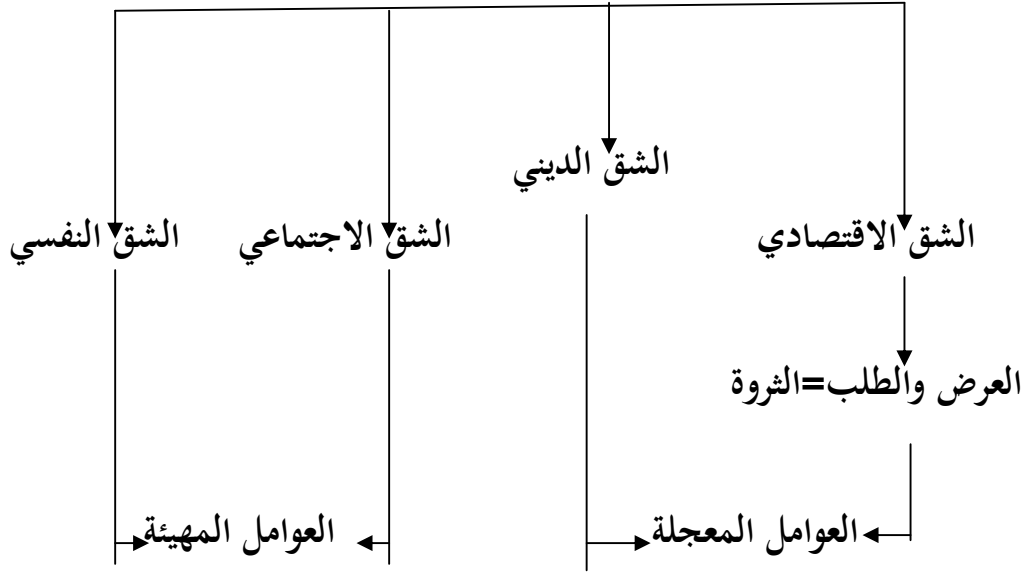 الشق الديني
الشق الاقتصادي
الشق الاجتماعي
الشق النفسي
العرض والطلب=الثروة
العوامل المعجلة
العوامل المهيئة